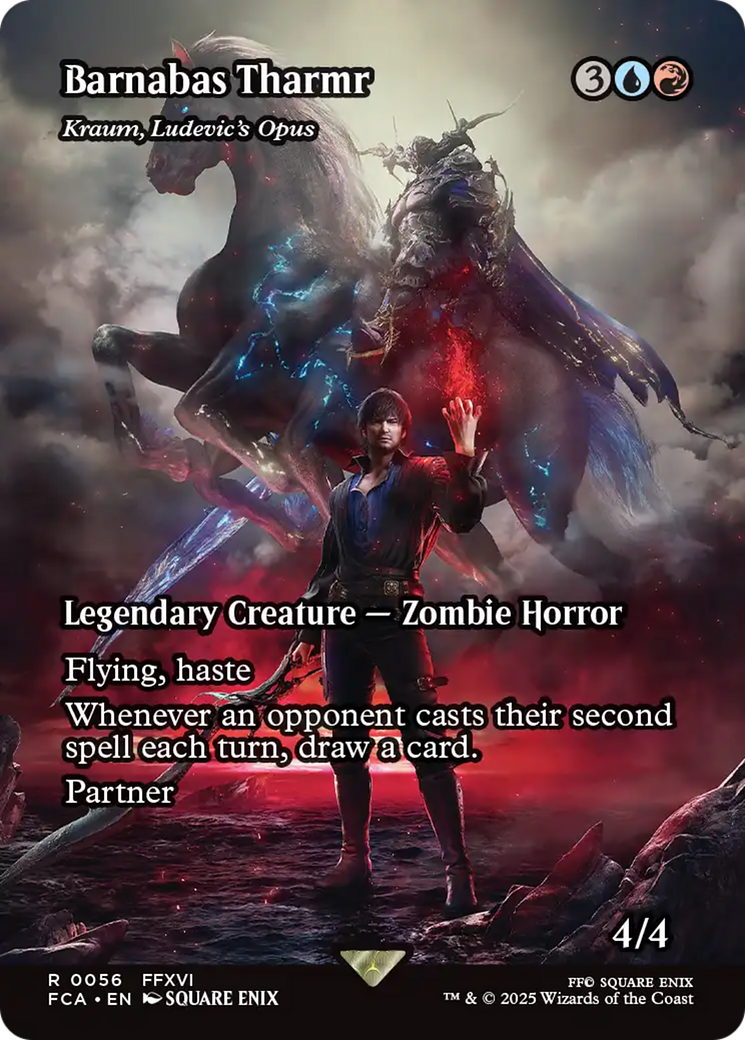 Barnabas Tharmr 3
Kraum, Ludevic's Opus
Legendary Creature — Zombie Horror
Flying, haste
Whenever an opponent casts their second
spell each turn, draw a card.
Partner
4/4
R 0056 FFXVI
FCA • EN SQUARE ENIX
FF© SQUARE ENIX
™ & © 2025 Wizards of the Coast